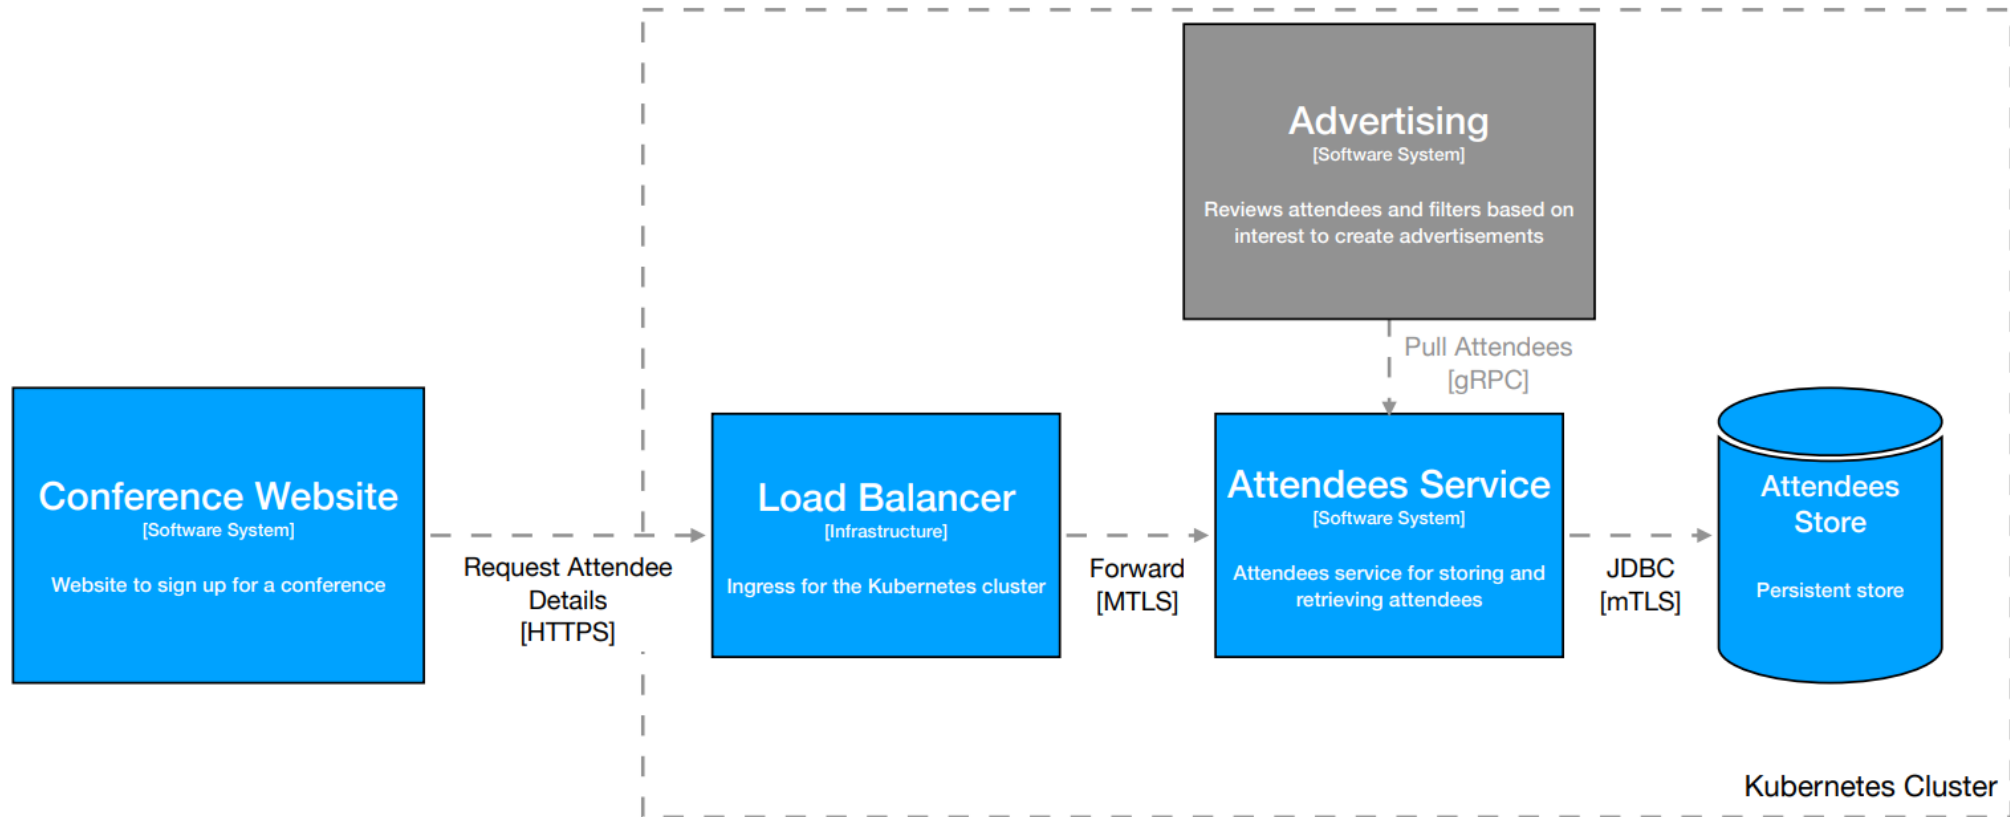 Advertising
[Software System]
Reviews attendees and filters based on
interest to create advertisements
Pull Attendees
[gRPC]
Conference Website
[Software System]
Website to sign up for a conference
Request Attendee
Details
[HTTPS]
Load Balancer
[Infrastructure]
Ingress for the Kubernetes cluster
Forward
[MTLS]
Attendees Service
[Software System]
Attendees service for storing and
retrieving attendees
JDBC
[mTLS]
Attendees
Store
Persistent store
Kubernetes Cluster